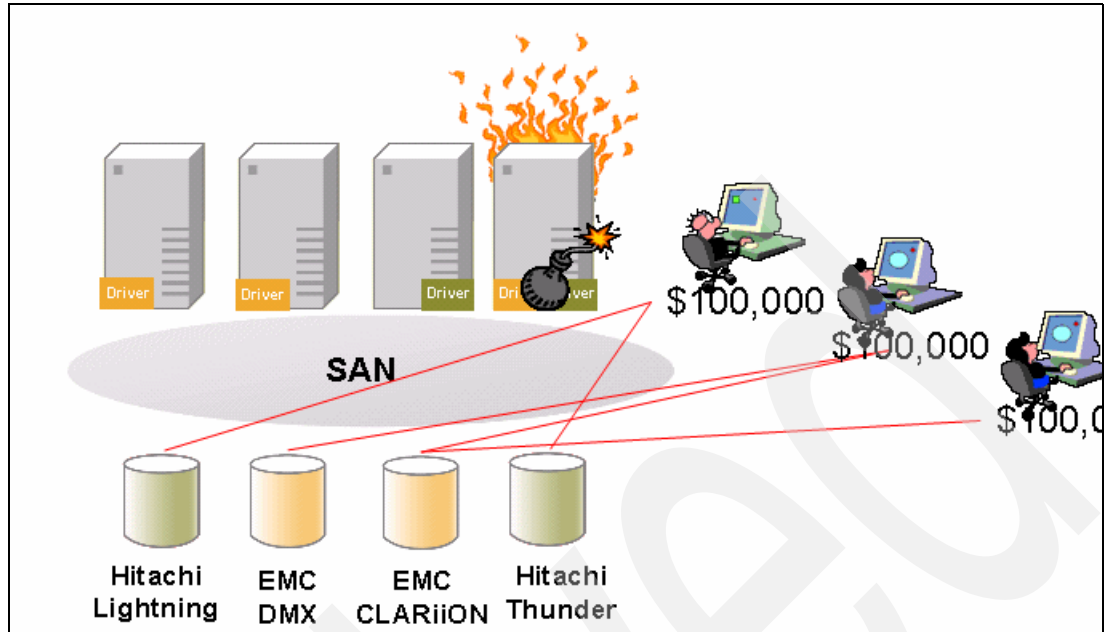 Driver
Driver
Driver
$100,000
$100,000
SAN
Hitachi
Lightning
EMC
DMX
EMC
CLARiiON
Hitachi
Thunder